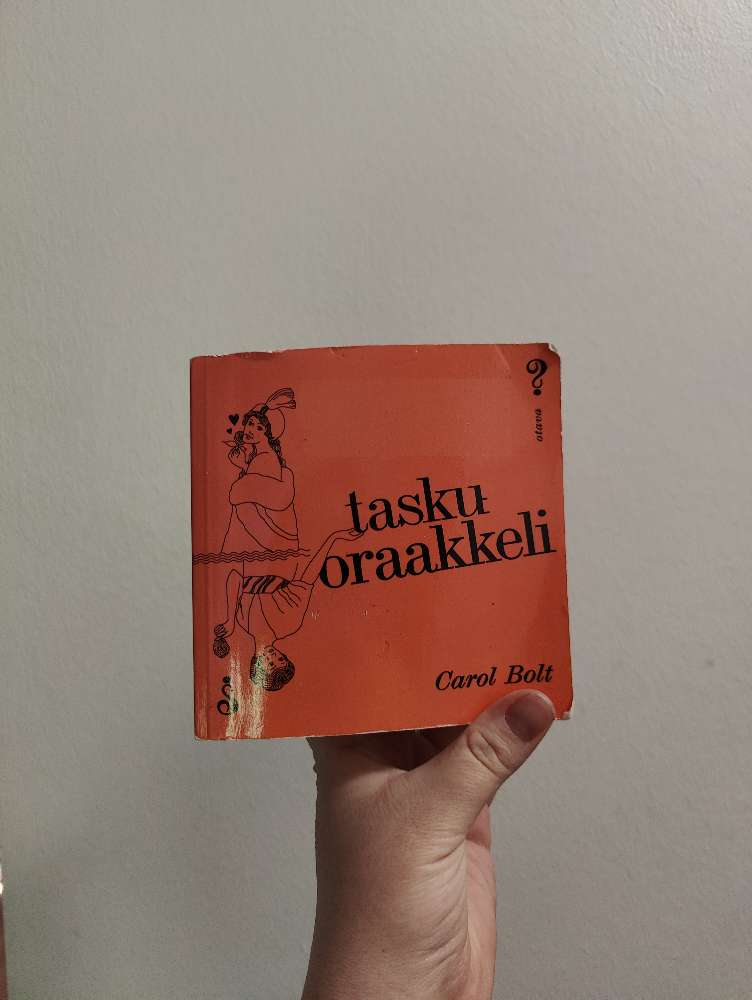 ?
otava
tasku
oraakkeli
Carol Bolt
?